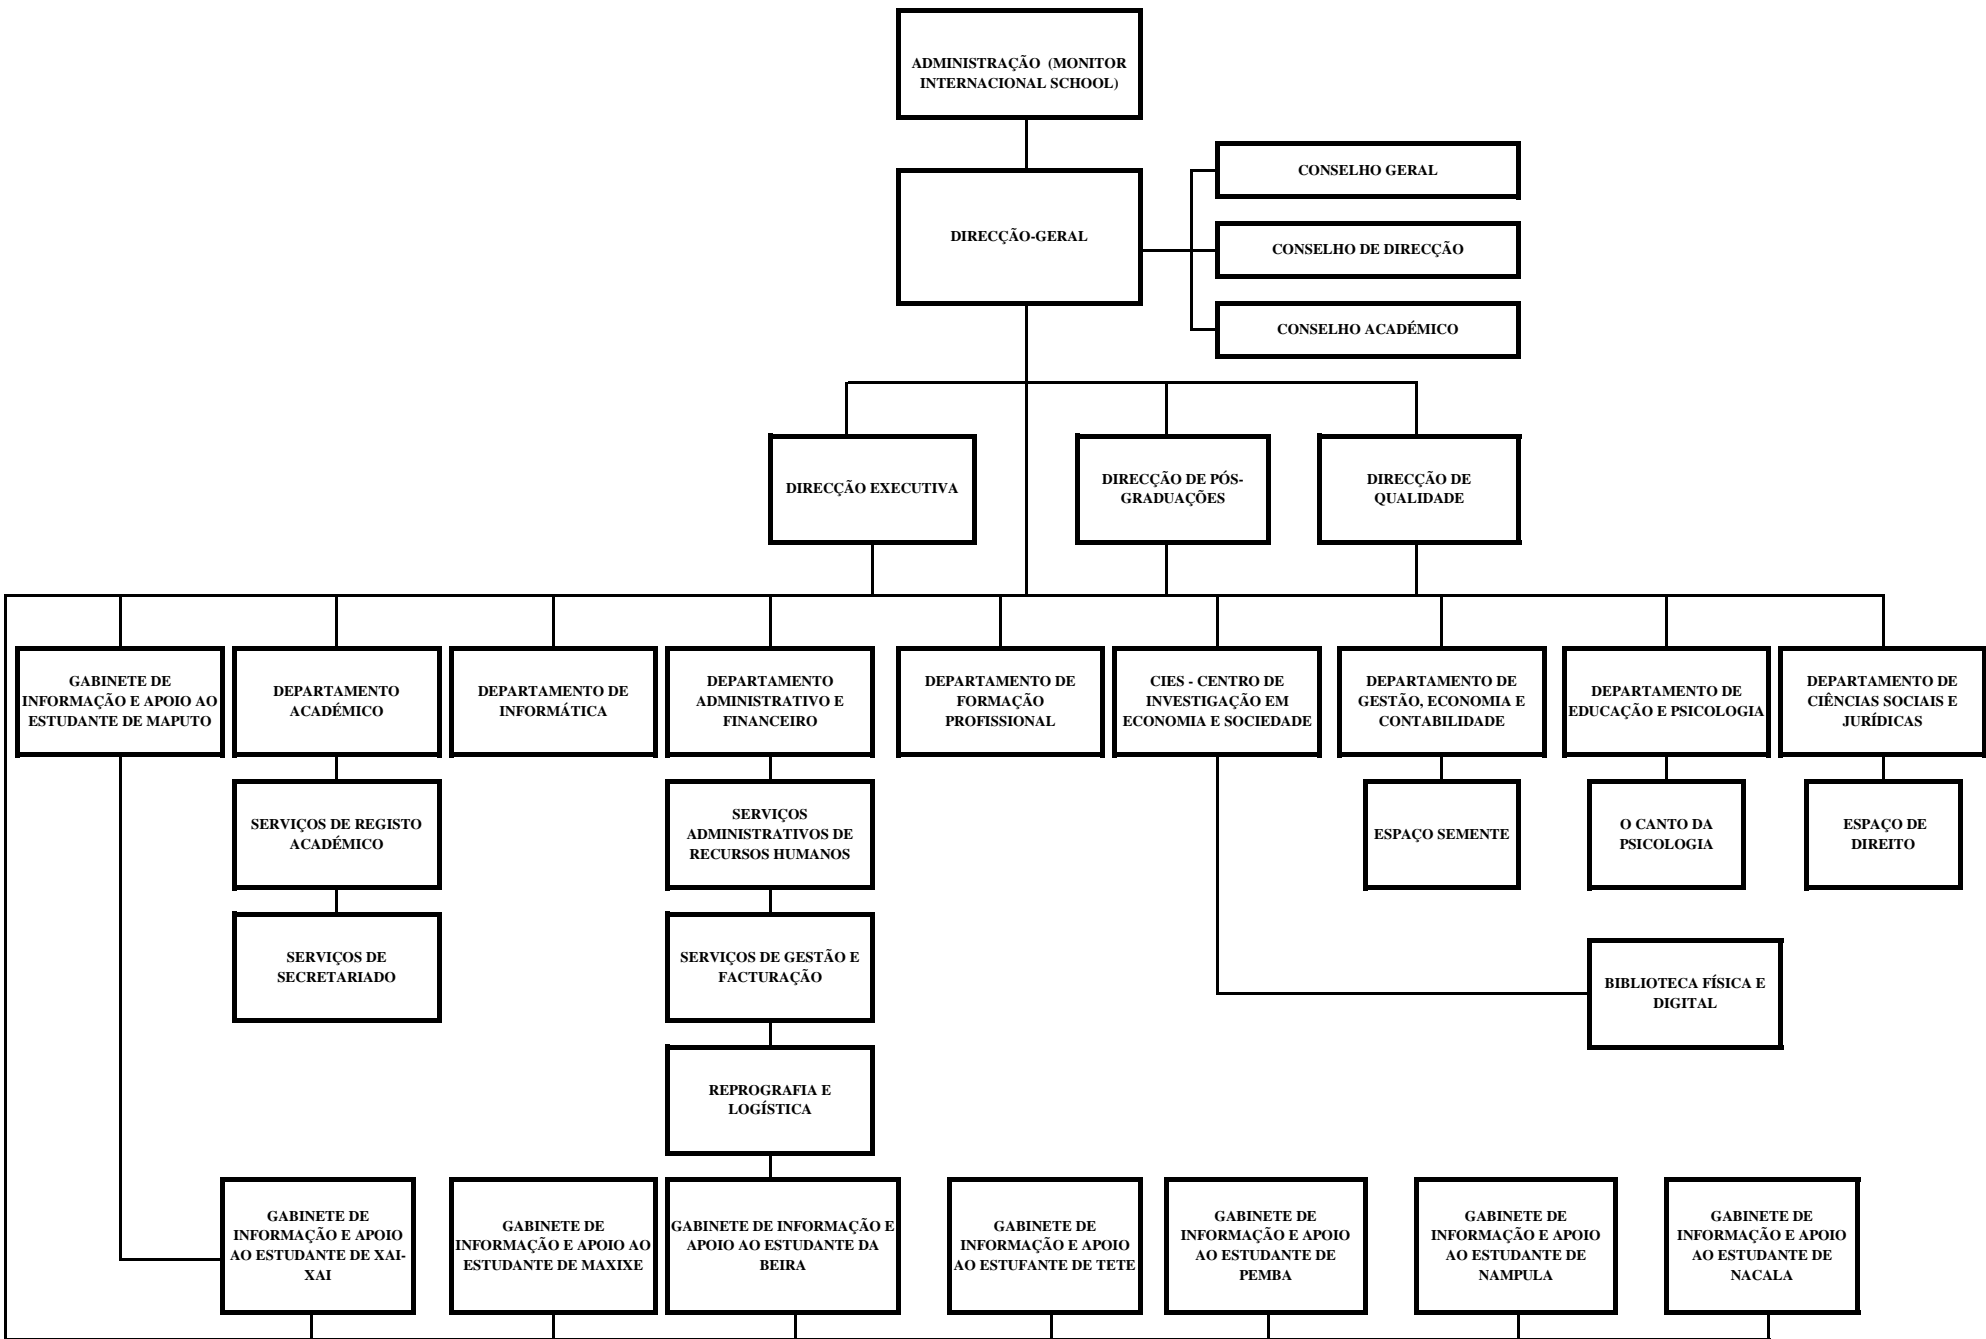 ADMINISTRAÇÃO (MONITOR
INTERNACIONAL SCHOOL)
CONSELHO GERAL
DIRECÇÃO-GERAL
CONSELHO DE DIRECÇÃO
CONSELHO ACADÉMICO
DIRECÇÃO EXECUTIVA
DIRECÇÃO DE PÓS-
GRADUAÇÕES
DIRECÇÃO DE
QUALIDADE
GABINETE DE
INFORMAÇÃO E APOIO AO
ESTUDANTE DE MAPUTO
DEPARTAMENTO
ACADÉMICO
DEPARTAMENTO DE
INFORMÁTICA
DEPARTAMENTO
ADMINISTRATIVO E
FINANCEIRO
DEPARTAMENTO DE
FORMAÇÃO
PROFISSIONAL
CIES - CENTRO DE
INVESTIGAÇÃO EM
ECONOMIA E SOCIEDADE
DEPARTAMENTO DE
GESTÃO, ECONOMIA E
CONTABILIDADE
DEPARTAMENTO DE
EDUCAÇÃO E PSICOLOGIA
DEPARTAMENTO DE
CIÊNCIAS SOCIAIS E
JURÍDICAS
SERVIÇOS DE REGISTO
ACADÉMICO
SERVIÇOS
ADMINISTRATIVOS DE
RECURSOS HUMANOS
ESPAÇO SEMENTE
O CANTO DA
PSICOLOGIA
ESPAÇO DE
DIREITO
SERVIÇOS DE
SECRETARIADO
SERVIÇOS DE GESTÃO E
FACTURAÇÃO
BIBLIOTECA FÍSICA E
DIGITAL
REPROGRAFIA E
LOGÍSTICA
GABINETE DE
INFORMAÇÃO E APOIO
AO ESTUDANTE DE XAI-
XAI
GABINETE DE
INFORMAÇÃO E APOIO AO
ESTUDANTE DE MAXIXE
GABINETE DE INFORMAÇÃO E
APOIO AO ESTUDANTE DA
BEIRA
GABINETE DE
INFORMAÇÃO E APOIO
AO ESTUFANTE DE TETE
GABINETE DE
INFORMAÇÃO E APOIO
AO ESTUDANTE DE
PEMBA
GABINETE DE
INFORMAÇÃO E APOIO
AO ESTUDANTE DE
NAMPULA
GABINETE DE
INFORMAÇÃO E APOIO
AO ESTUDANTE DE
NACALA